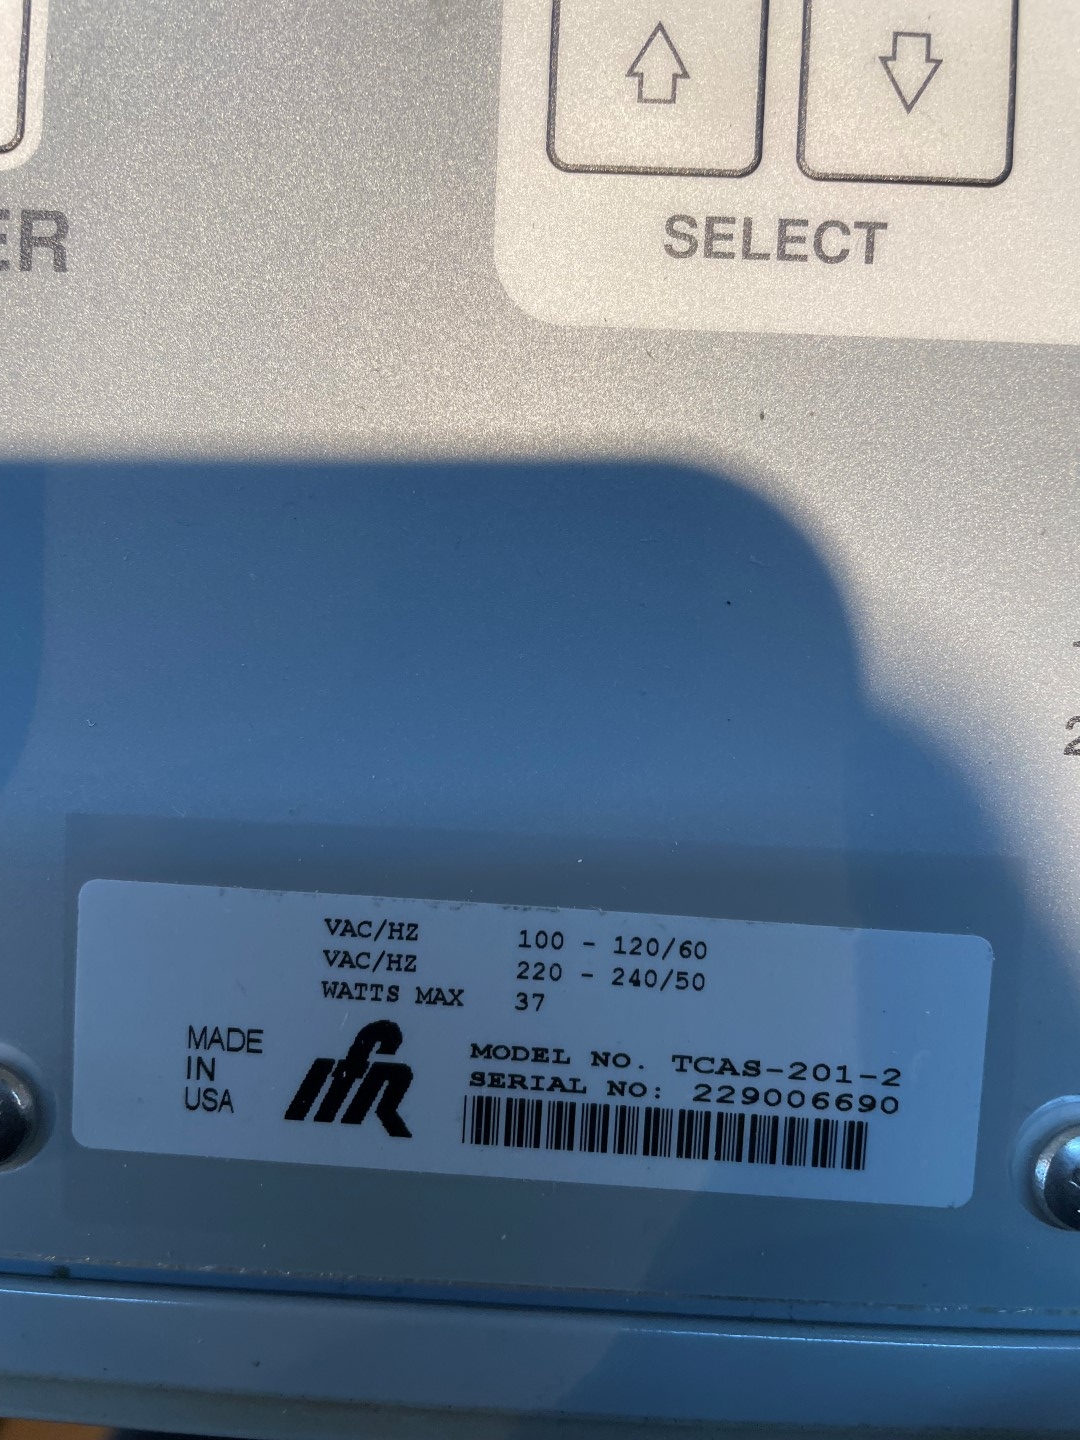 ER
SELECT
2
VAC/HZ 100 - 120/60
VAC/HZ 220 - 240/50
WATTS MAX 37
MADE
IN
USA
IFR
MODEL NO. TCAS-201-2
SERIAL NO: 229006690